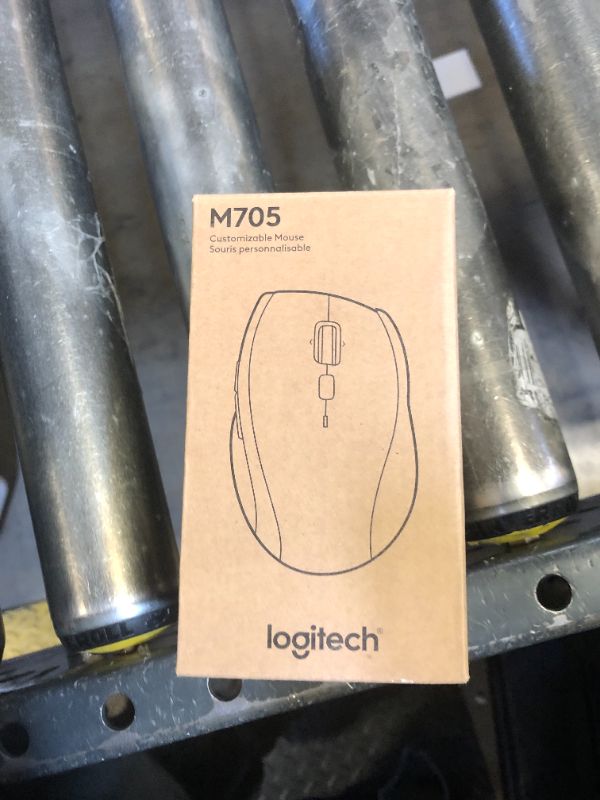 M705
Customizable Mouse
Souris personnalisable
logitech